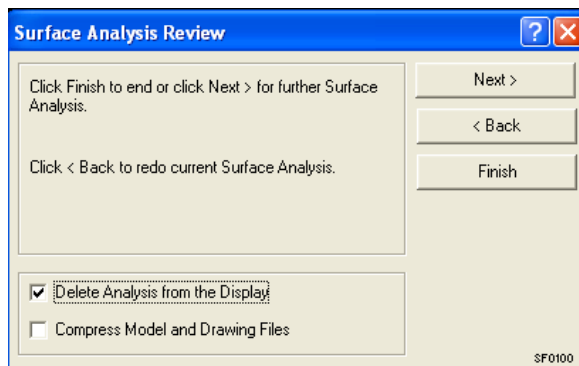 Surface Analysis Review
Click Finish to end or click Next > for further Surface
Analysis.
Click < Back to redo current Surface Analysis.
Next >
< Back
Finish
Delete Analysis from the Display
Compress Model and Drawing Files
SF0100